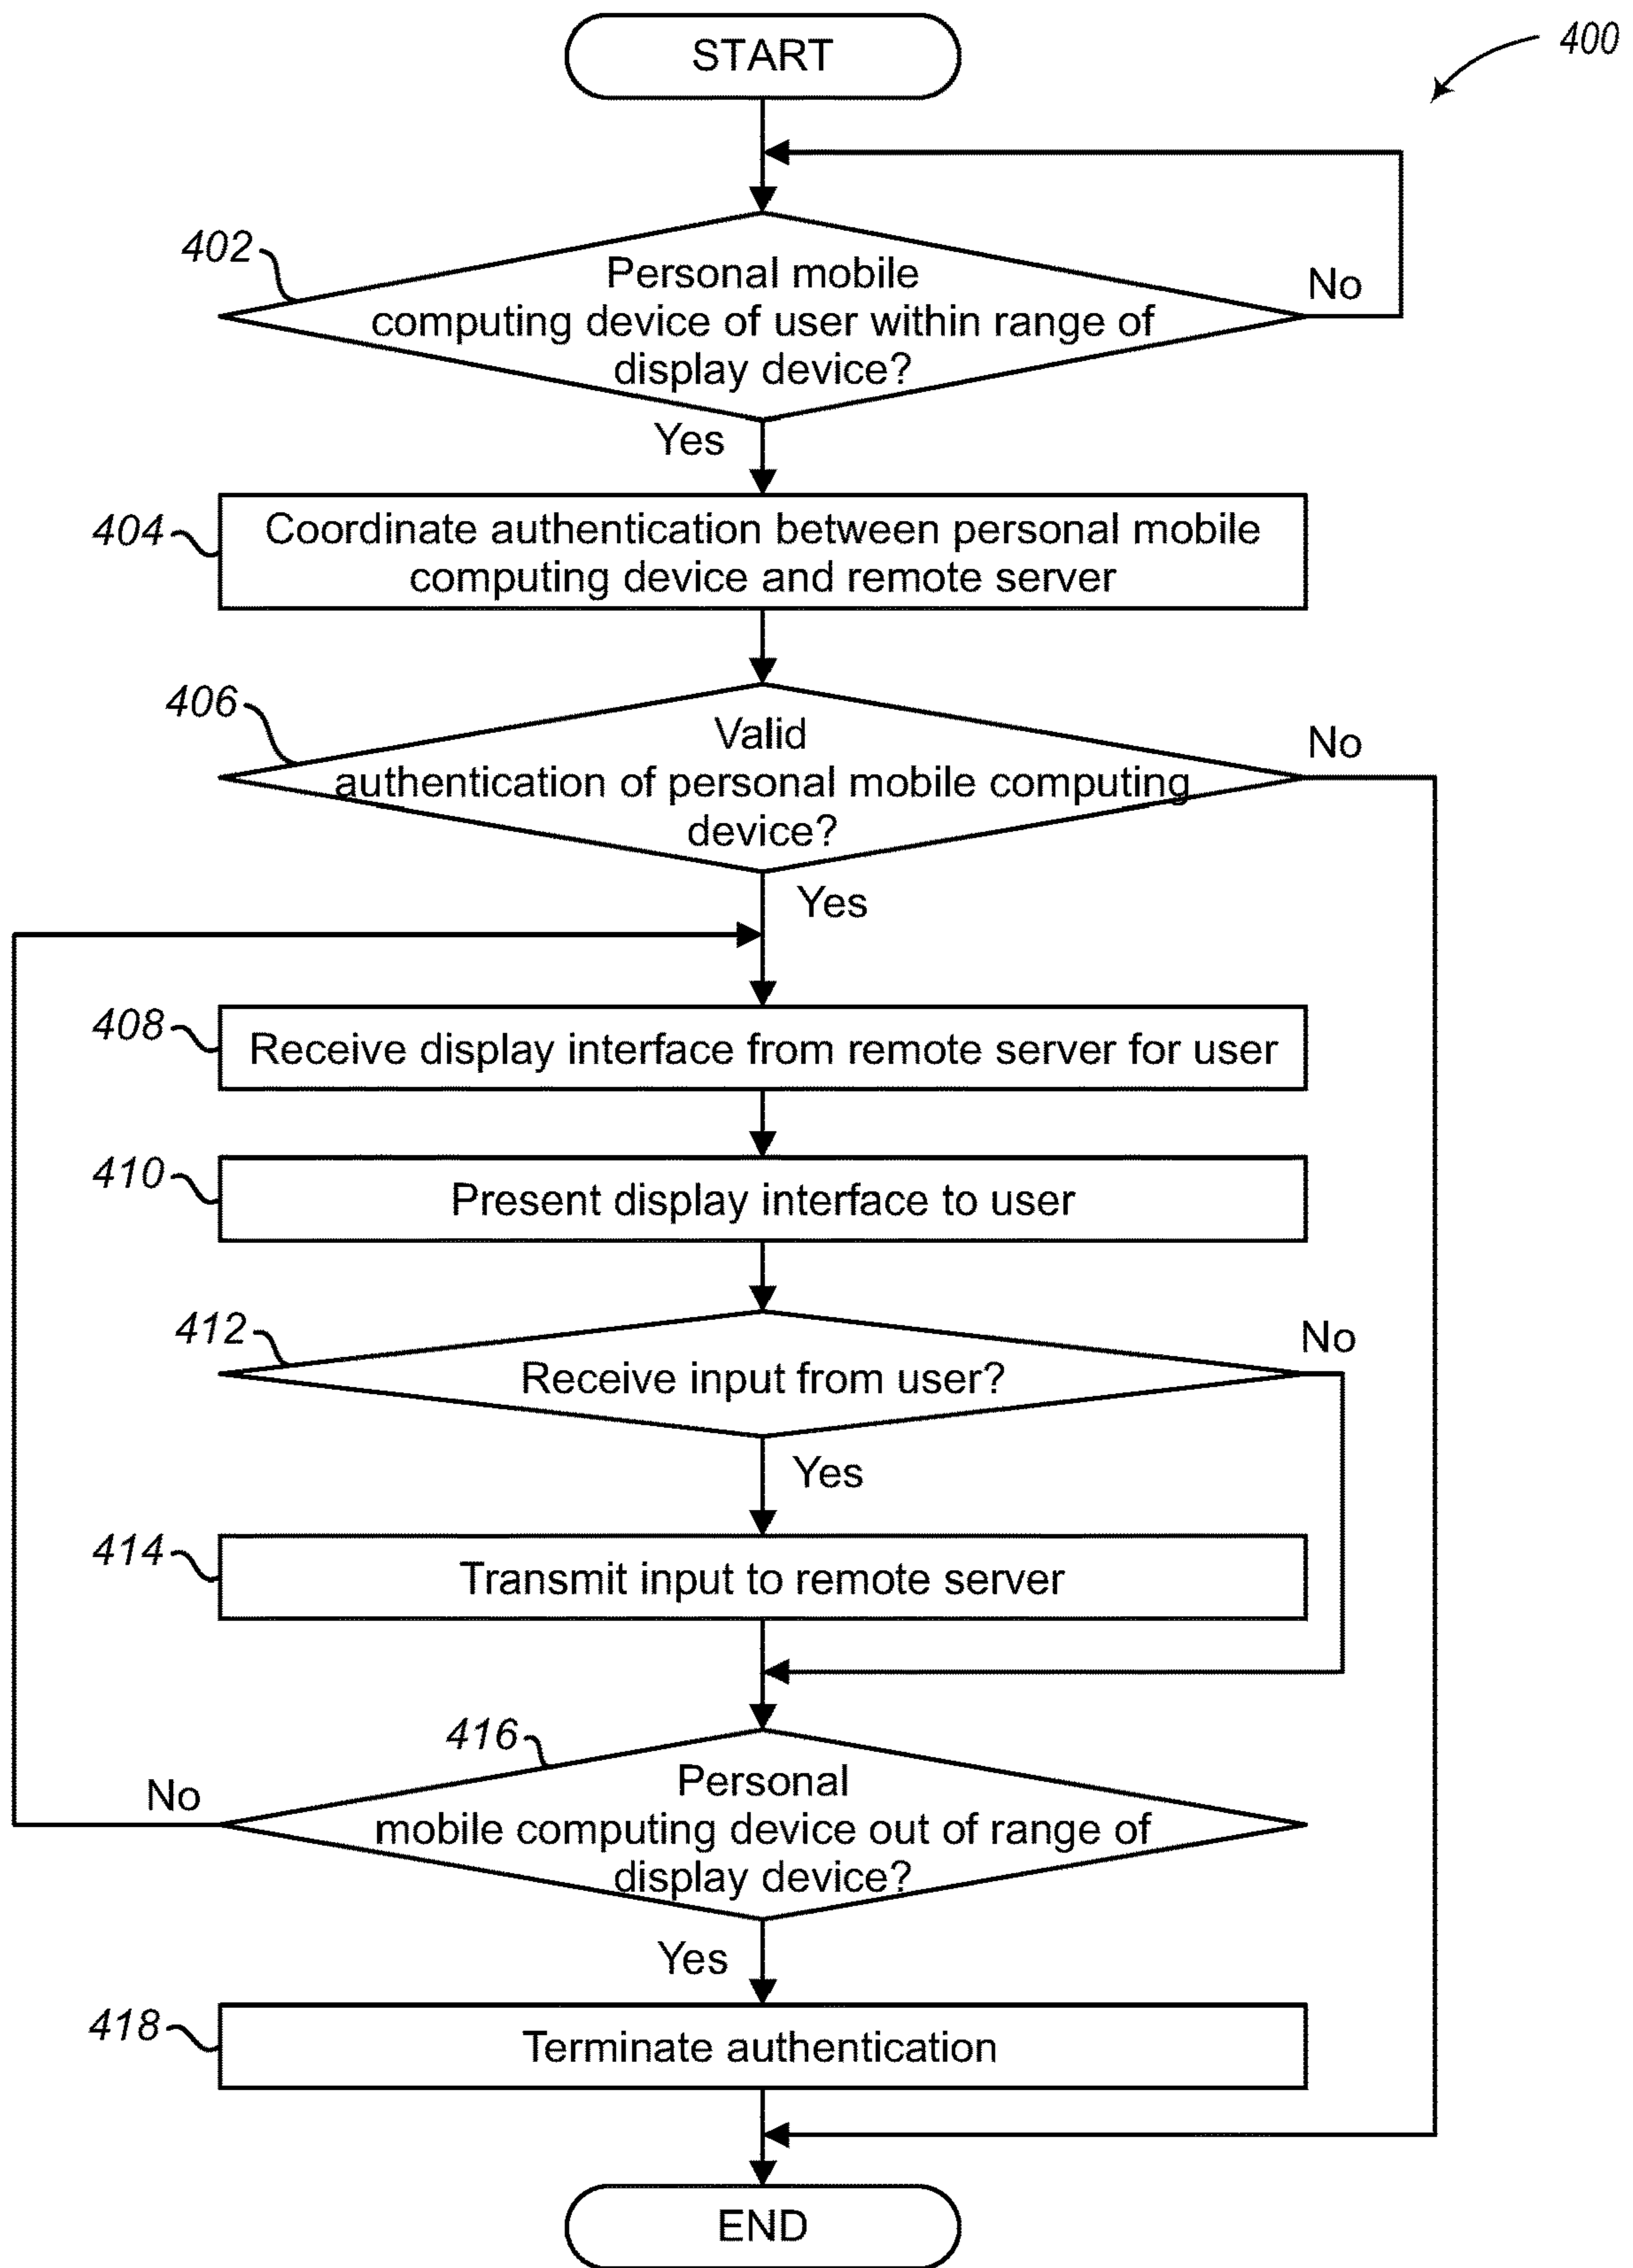 START
400
402
Personal mobile
computing device of user within range of
display device?
No
Yes
404
Coordinate authentication between personal mobile
computing device and remote server
406
Valid
authentication of personal mobile computing
device?
No
Yes
408
Receive display interface from remote server for user
410
Present display interface to user
412
Receive input from user?
No
Yes
414
Transmit input to remote server
416
Personal
mobile computing device out of range of
display device?
No
Yes
418
Terminate authentication
END